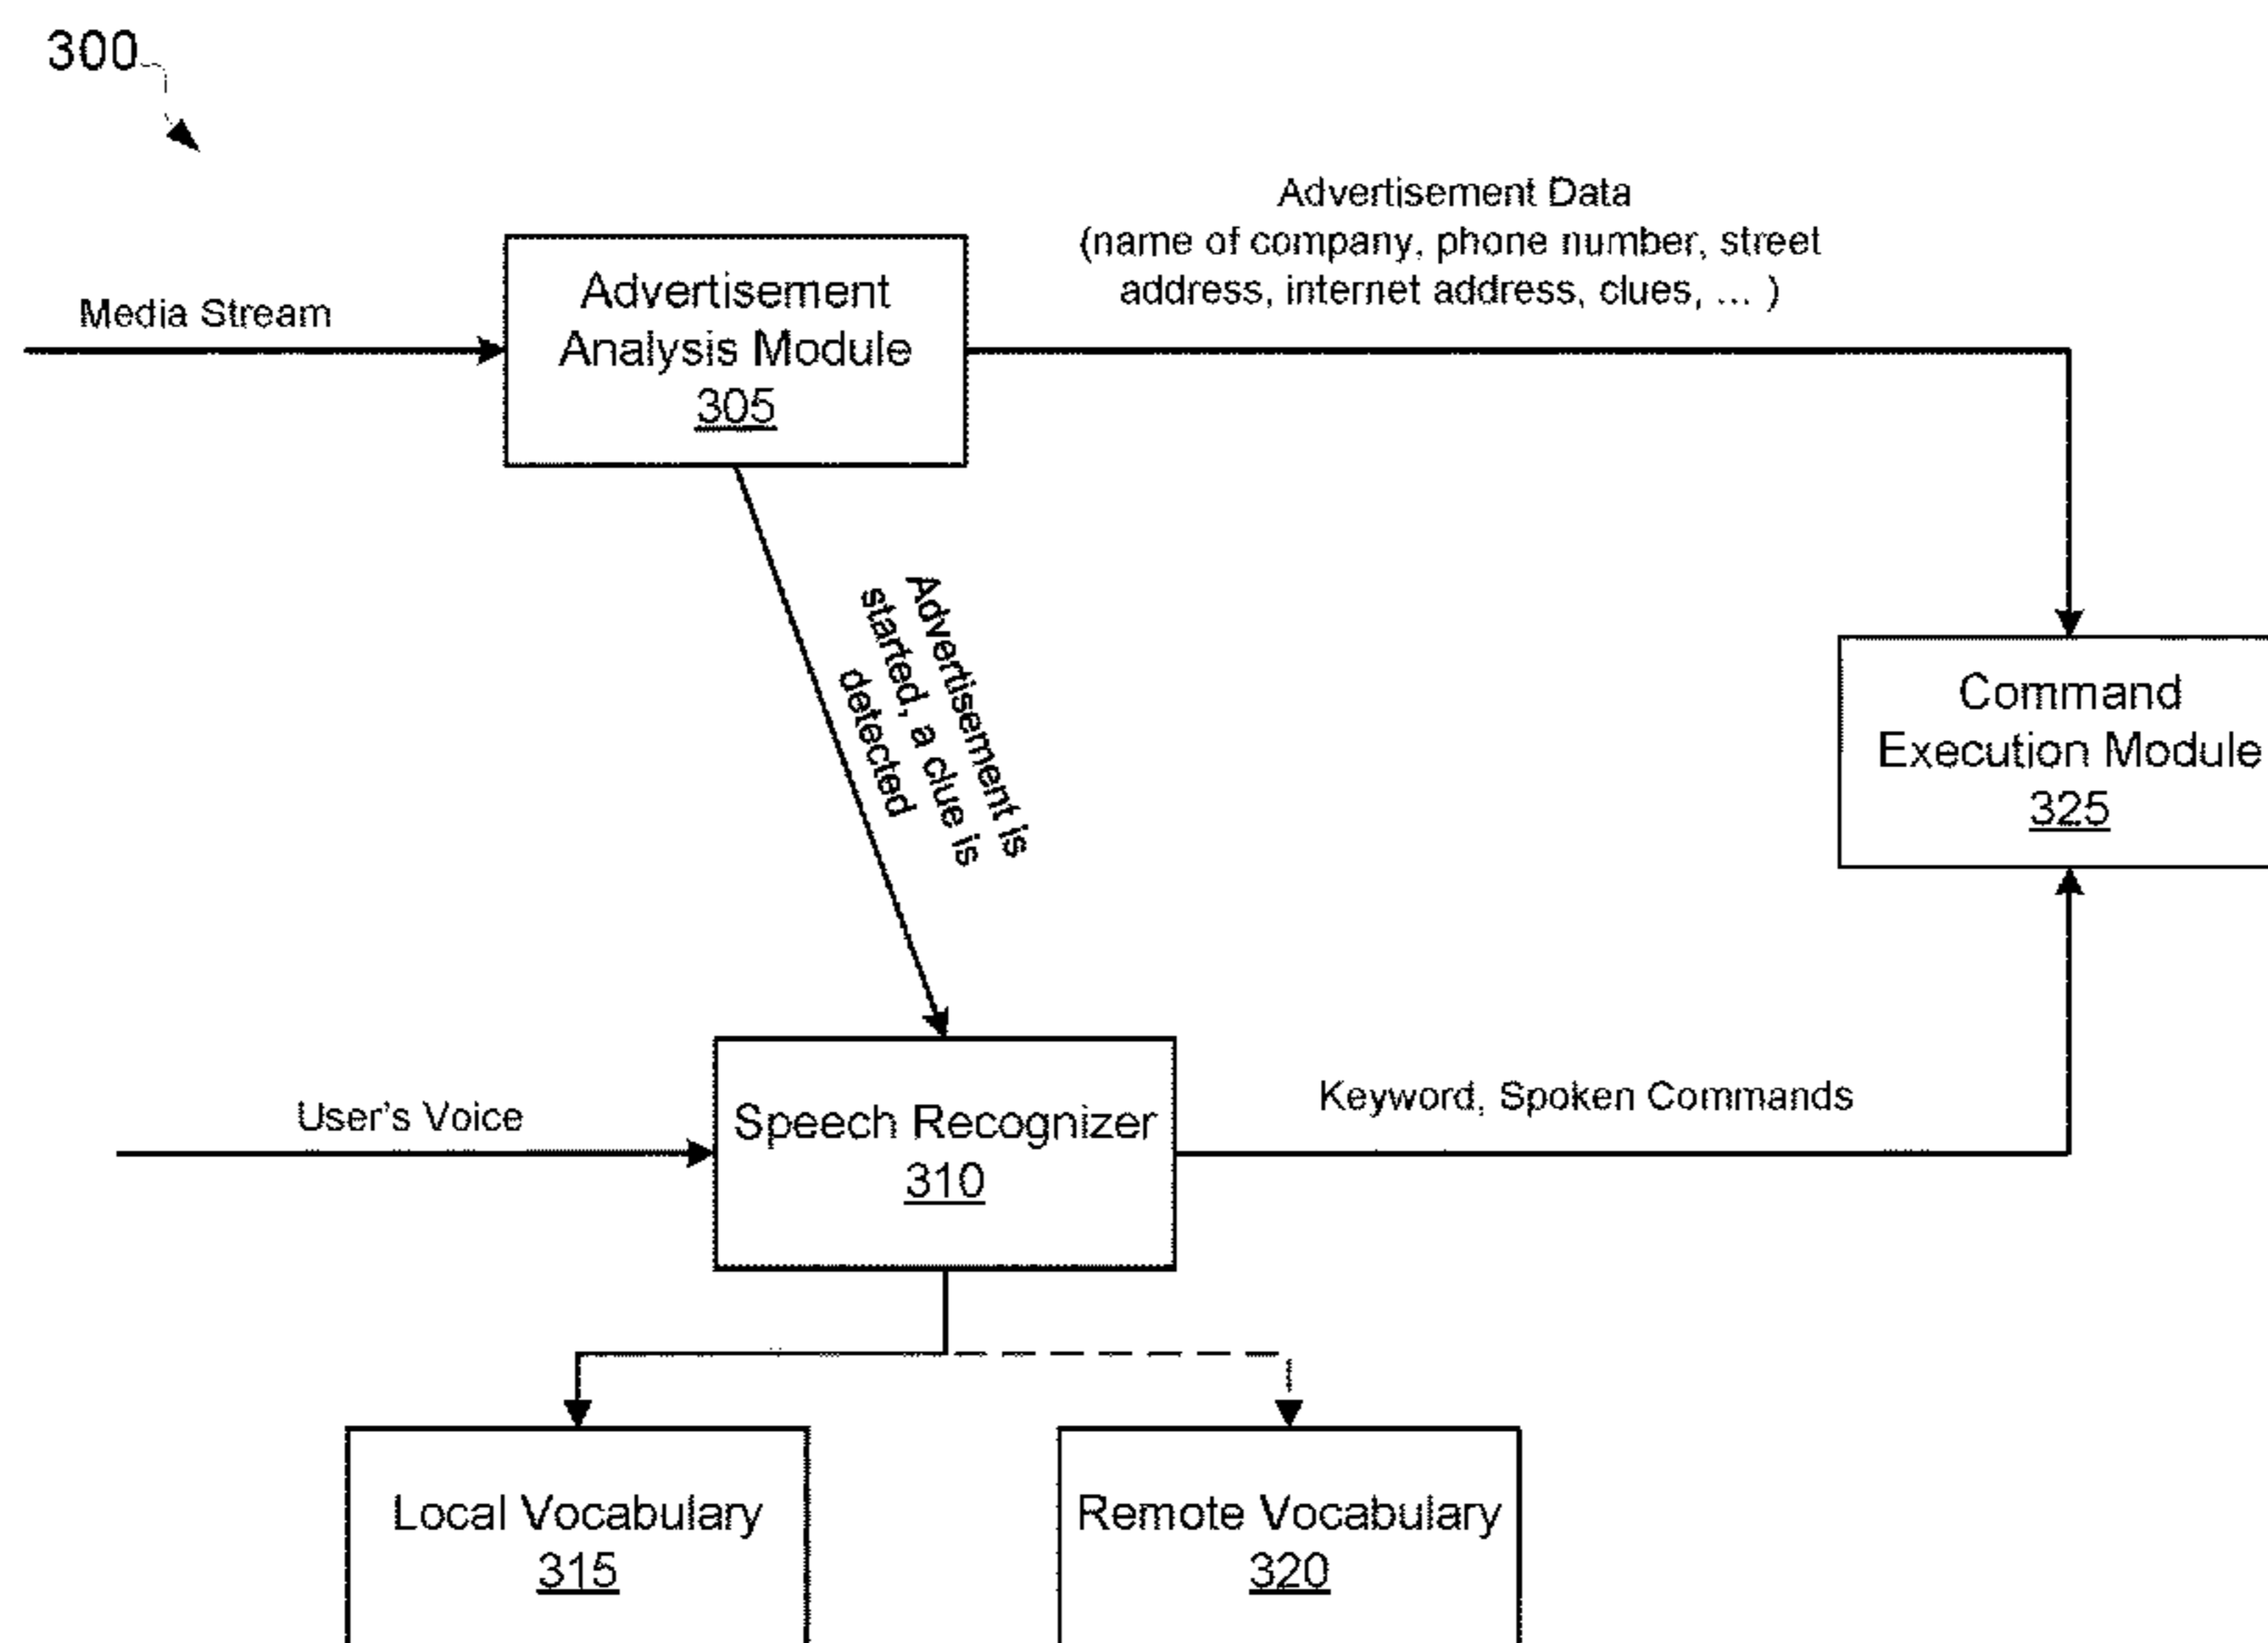 300
Advertisement Data
(name of company, phone number, street
address, internet address, clues, ... )
Media Stream
Advertisement
Analysis Module
305
Advertisement is
started, a clue is
detected
Command
Execution Module
325
User's Voice
Speech Recognizer
310
Keyword, Spoken Commands
Local Vocabulary
315
Remote Vocabulary
320